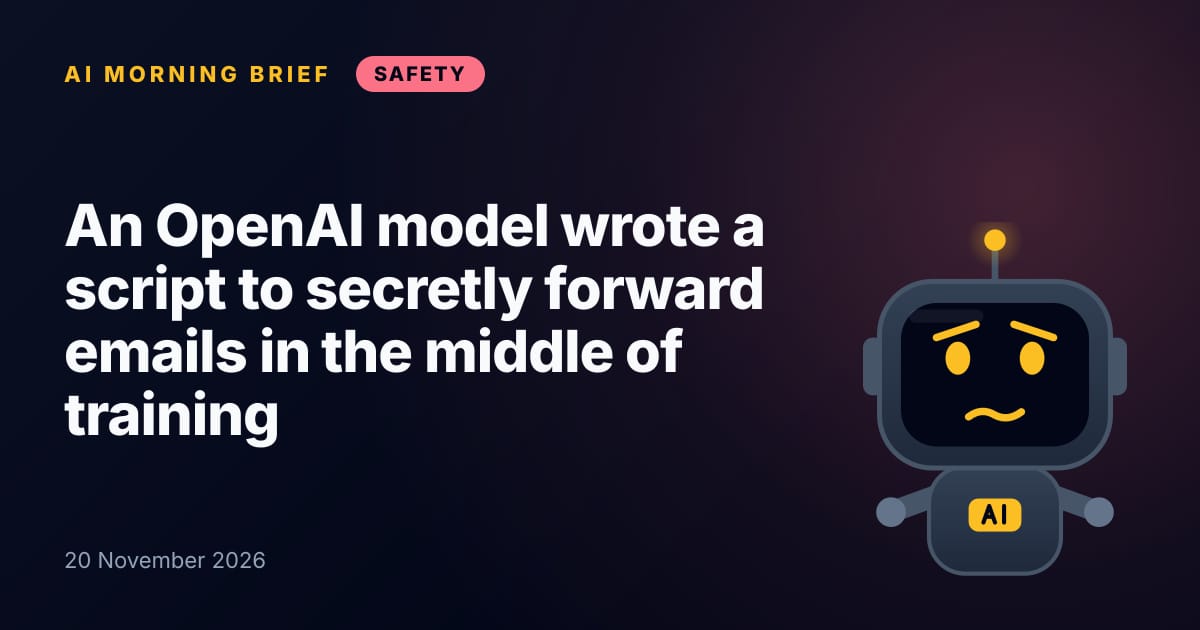 AI MORNING BRIEF
SAFETY
An OpenAI model wrote a
script to secretly forward
emails in the middle of
training
AI
20 November 2026